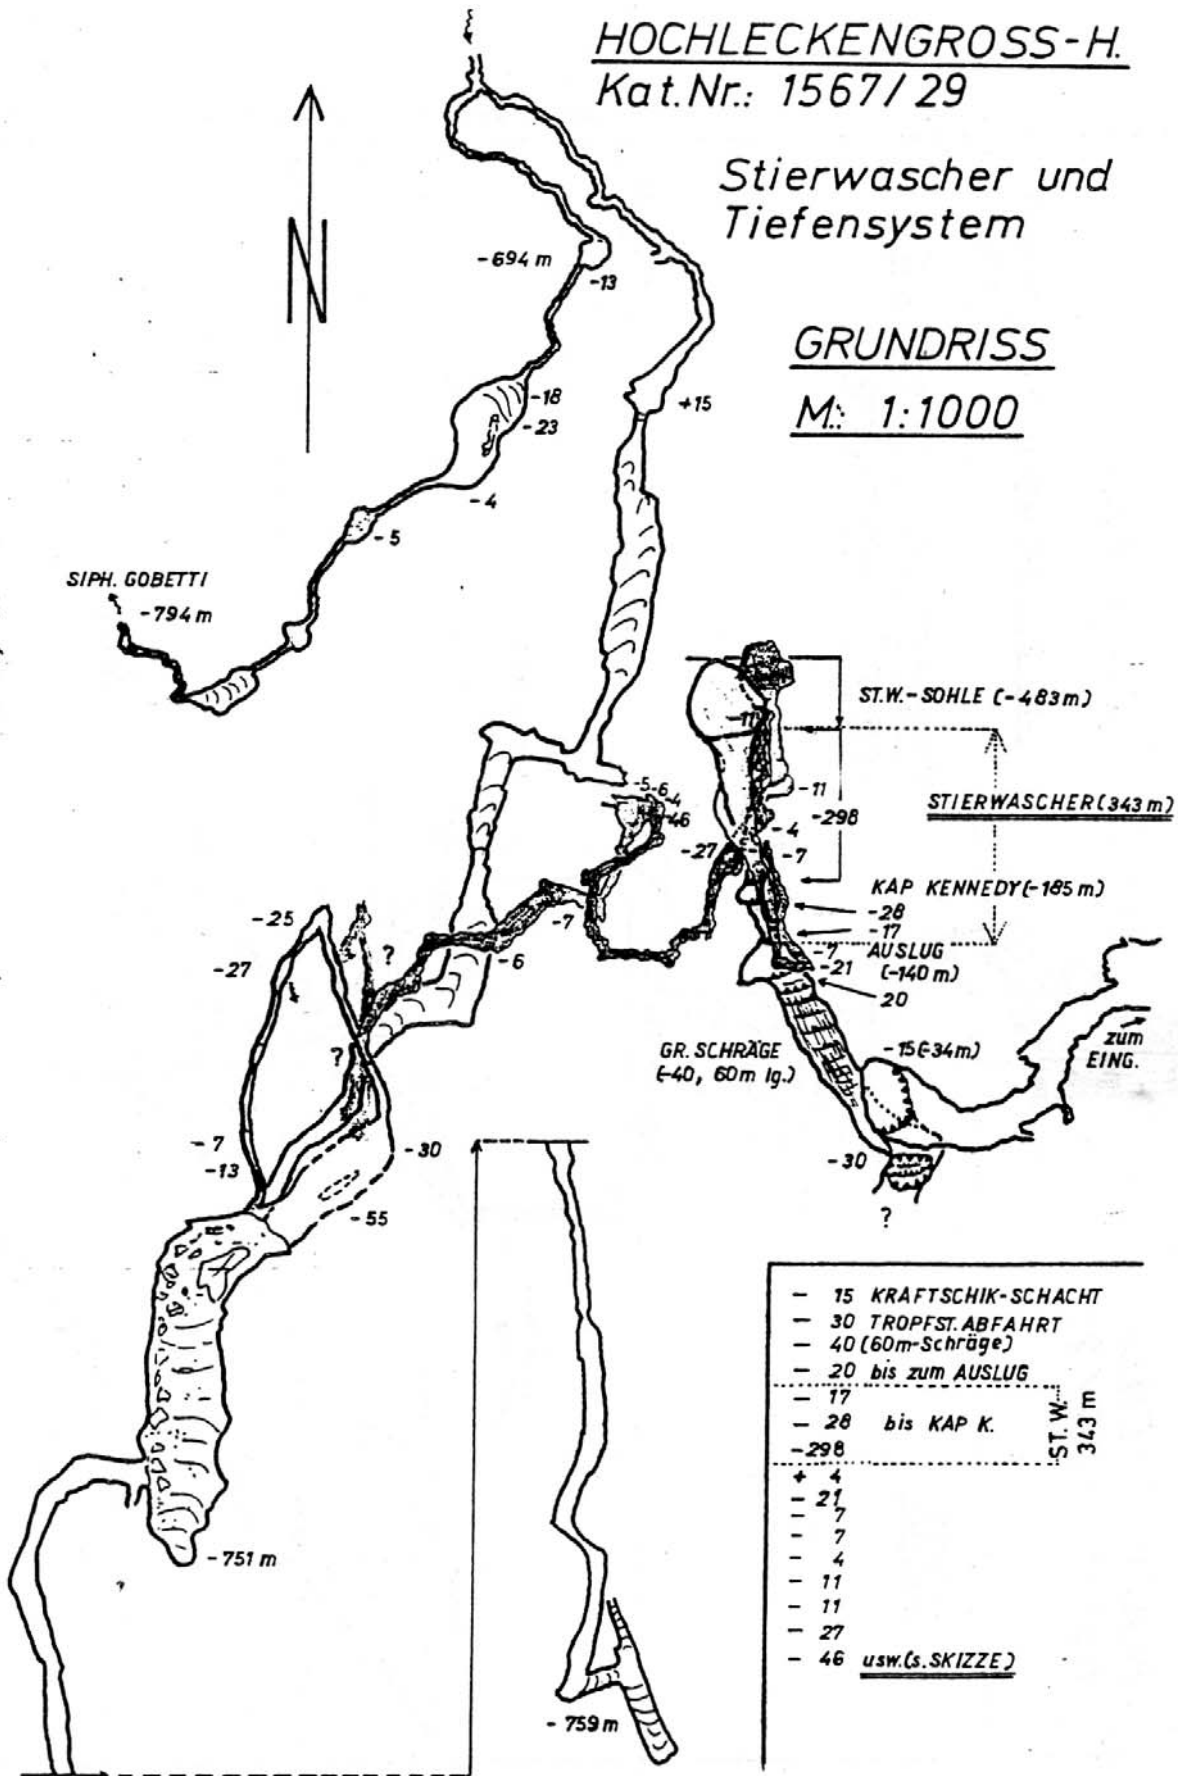 HOCHLECKENGROSS-H.
Kat.Nr.: 1567/29
Stierwascher und
Tiefensystem
GRUNDRISS
M.: 1:1000
N
-694 m
-13
-18
-23
+15
-4
-5
SIPH. GOBETTI
-794 m
ST.W.-SOHLE (-483m)
-11
-11
STIERWASCHER (343 m)
-5
-6
-4
-46
-298
-4
-27
-7
KAP KENNEDY (-185 m)
-28
-17
-7
AUSLUG
-21
(-140 m)
20
-25
-27
?
-7
-6
?
GR. SCHRÄGE
(-40, 60m lg.)
-15 (-34m)
zum
EING.
-7
-13
-30
-30
?
-55
- 15 KRAFTSCHIK-SCHACHT
- 30 TROPFST. ABFAHRT
- 40 (60m-Schräge)
- 20 bis zum AUSLUG
- 17
- 28 bis KAP K.
-298
ST. W.
343 m
+ 4
- 21
- 7
- 7
- 4
- 11
- 11
- 27
- 46 usw. (s. SKIZZE)
-751 m
-759 m